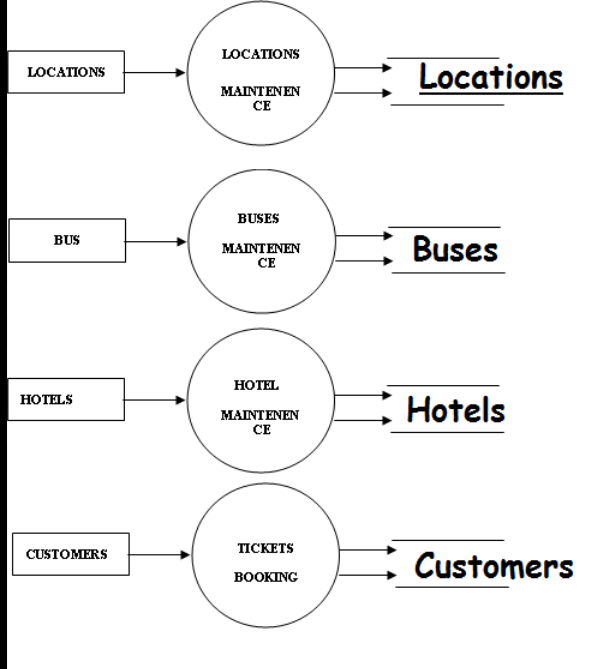 LOCATIONS
LOCATIONS
MAINTENEN
CE
Locations
BUS
BUSES
MAINTENEN
CE
Buses
HOTELS
HOTEL
MAINTENEN
CE
Hotels
CUSTOMERS
TICKETS
BOOKING
Customers